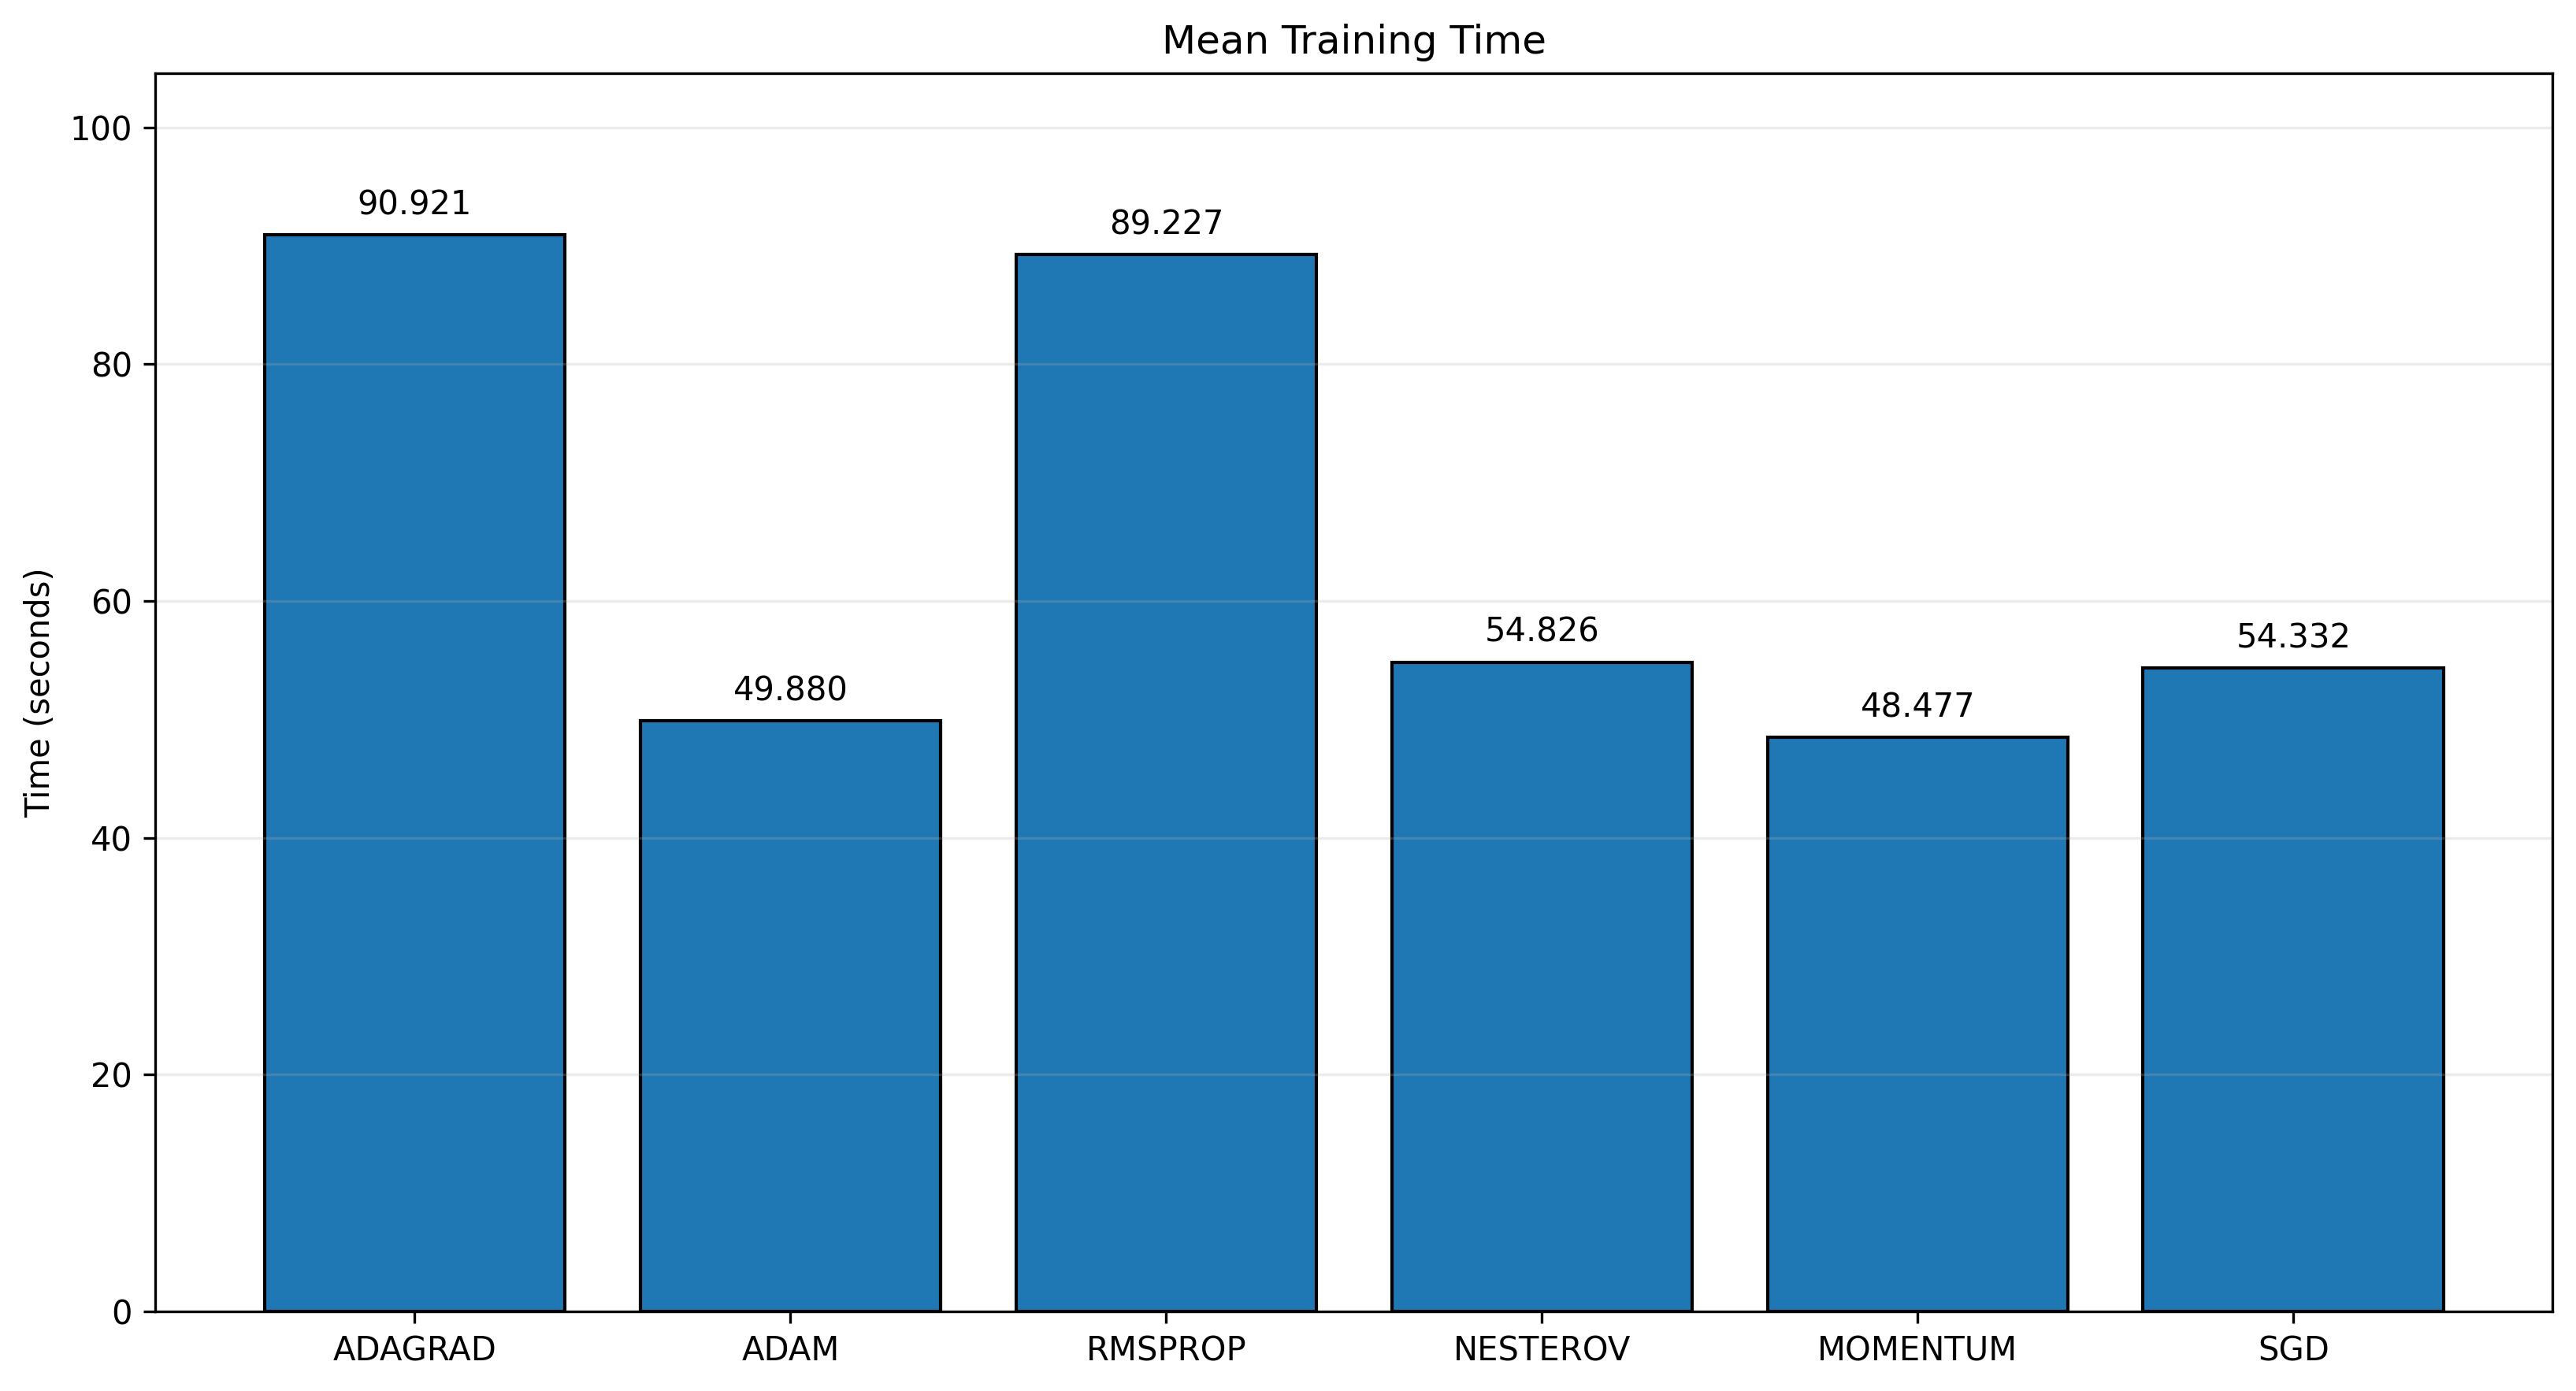 Mean Training Time
Time (seconds)
100
80
60
40
20
0
90.921
49.880
89.227
54.826
48.477
54.332
ADAGRAD
ADAM
RMSPROP
NESTEROV
MOMENTUM
SGD